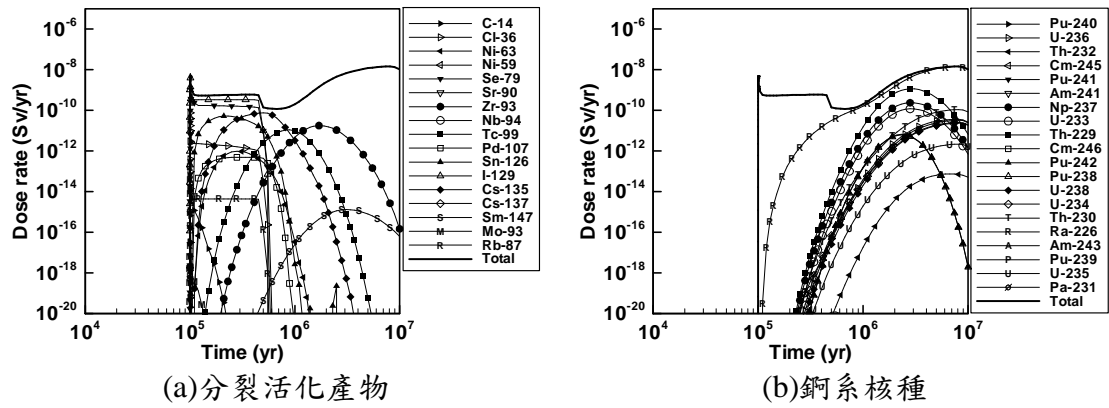 Dose rate (Sv/yr)
10^-6
10^-8
10^-10
10^-12
10^-14
10^-16
10^-18
10^-20
10^4
10^5
10^6
10^7
Time (yr)
C-14
Cl-36
Ni-63
Ni-59
Se-79
Sr-90
Zr-93
Nb-94
Tc-99
Pd-107
Sn-126
I-129
Cs-135
Cs-137
Sm-147
Mo-93
Rb-87
Total
(a)分裂活化產物
Dose rate (Sv/yr)
10^-6
10^-8
10^-10
10^-12
10^-14
10^-16
10^-18
10^-20
10^4
10^5
10^6
10^7
Time (yr)
Pu-240
U-236
Th-232
Cm-245
Pu-241
Am-241
Np-237
U-233
Th-229
Cm-246
Pu-242
Pu-238
U-238
U-234
Th-230
Ra-226
Am-243
Pu-239
U-235
Pa-231
Total
(b)錒系核種